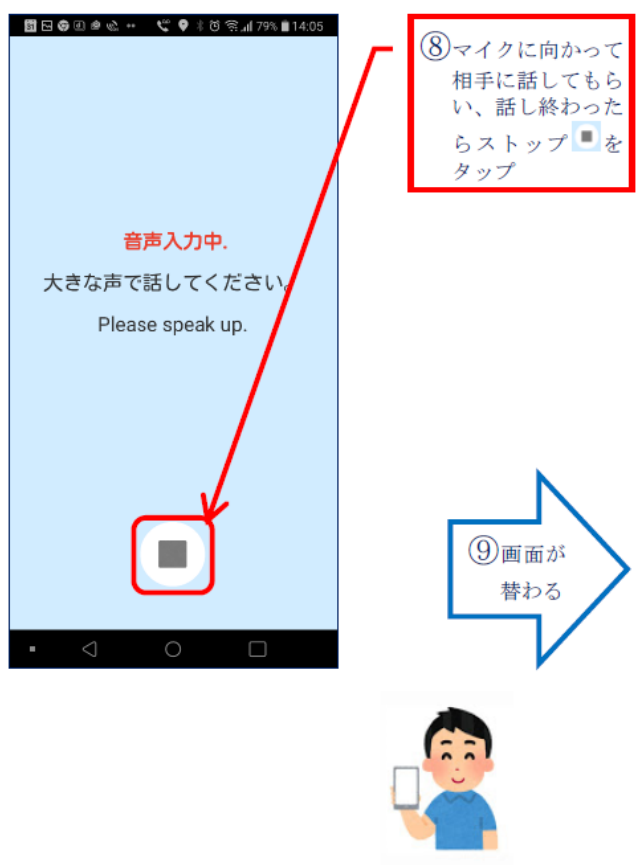 79% 14:05
⑧マイクに向かって
相手に話してもら
い、話し終わった
らストップ を
タップ
音声入力中.
大きな声で話してください。
Please speak up.
⑨画面が
替わる